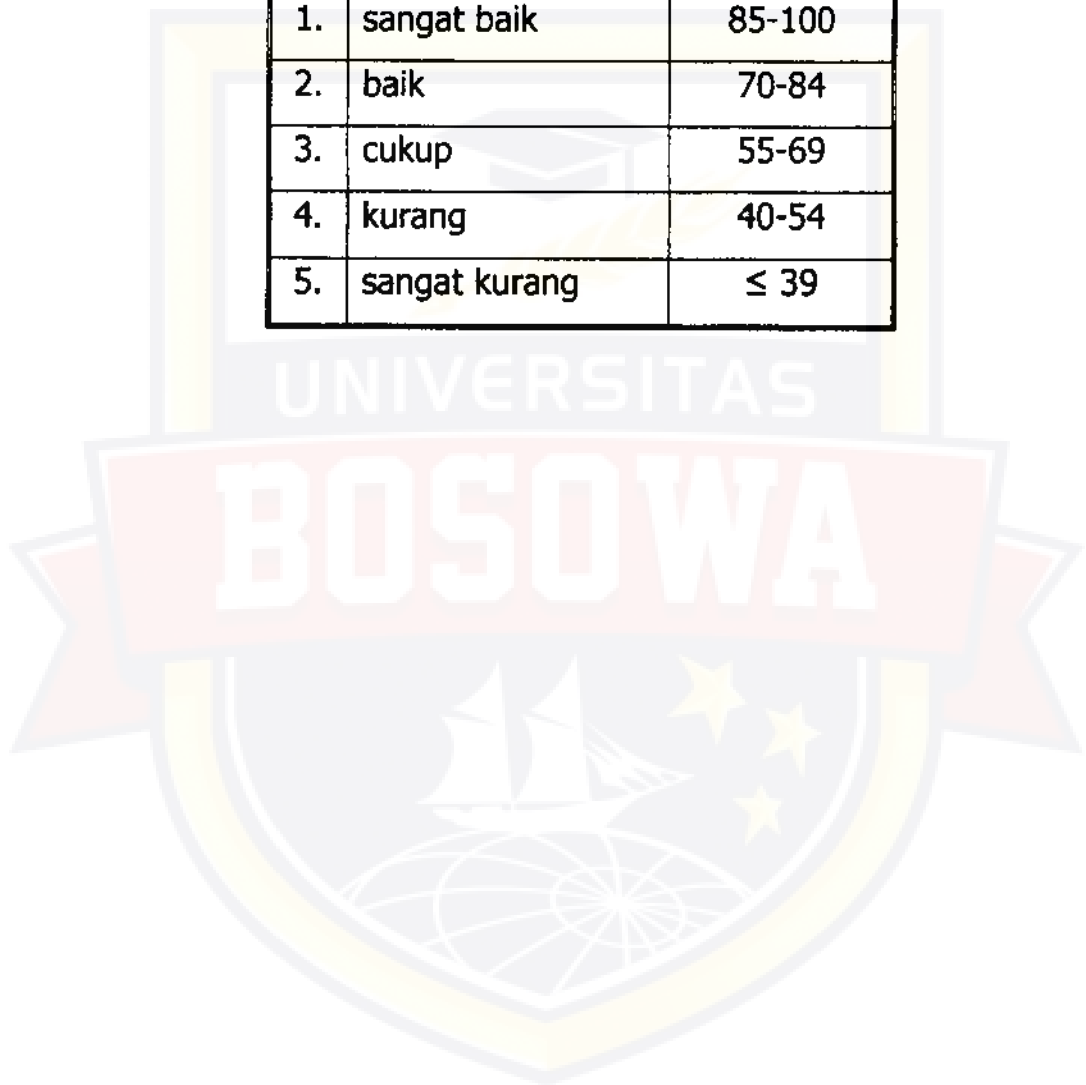 1. sangat baik 85-100
2. baik 70-84
3. cukup 55-69
4. kurang 40-54
5. sangat kurang ≤ 39
UNIVERSITAS
BOSOWA